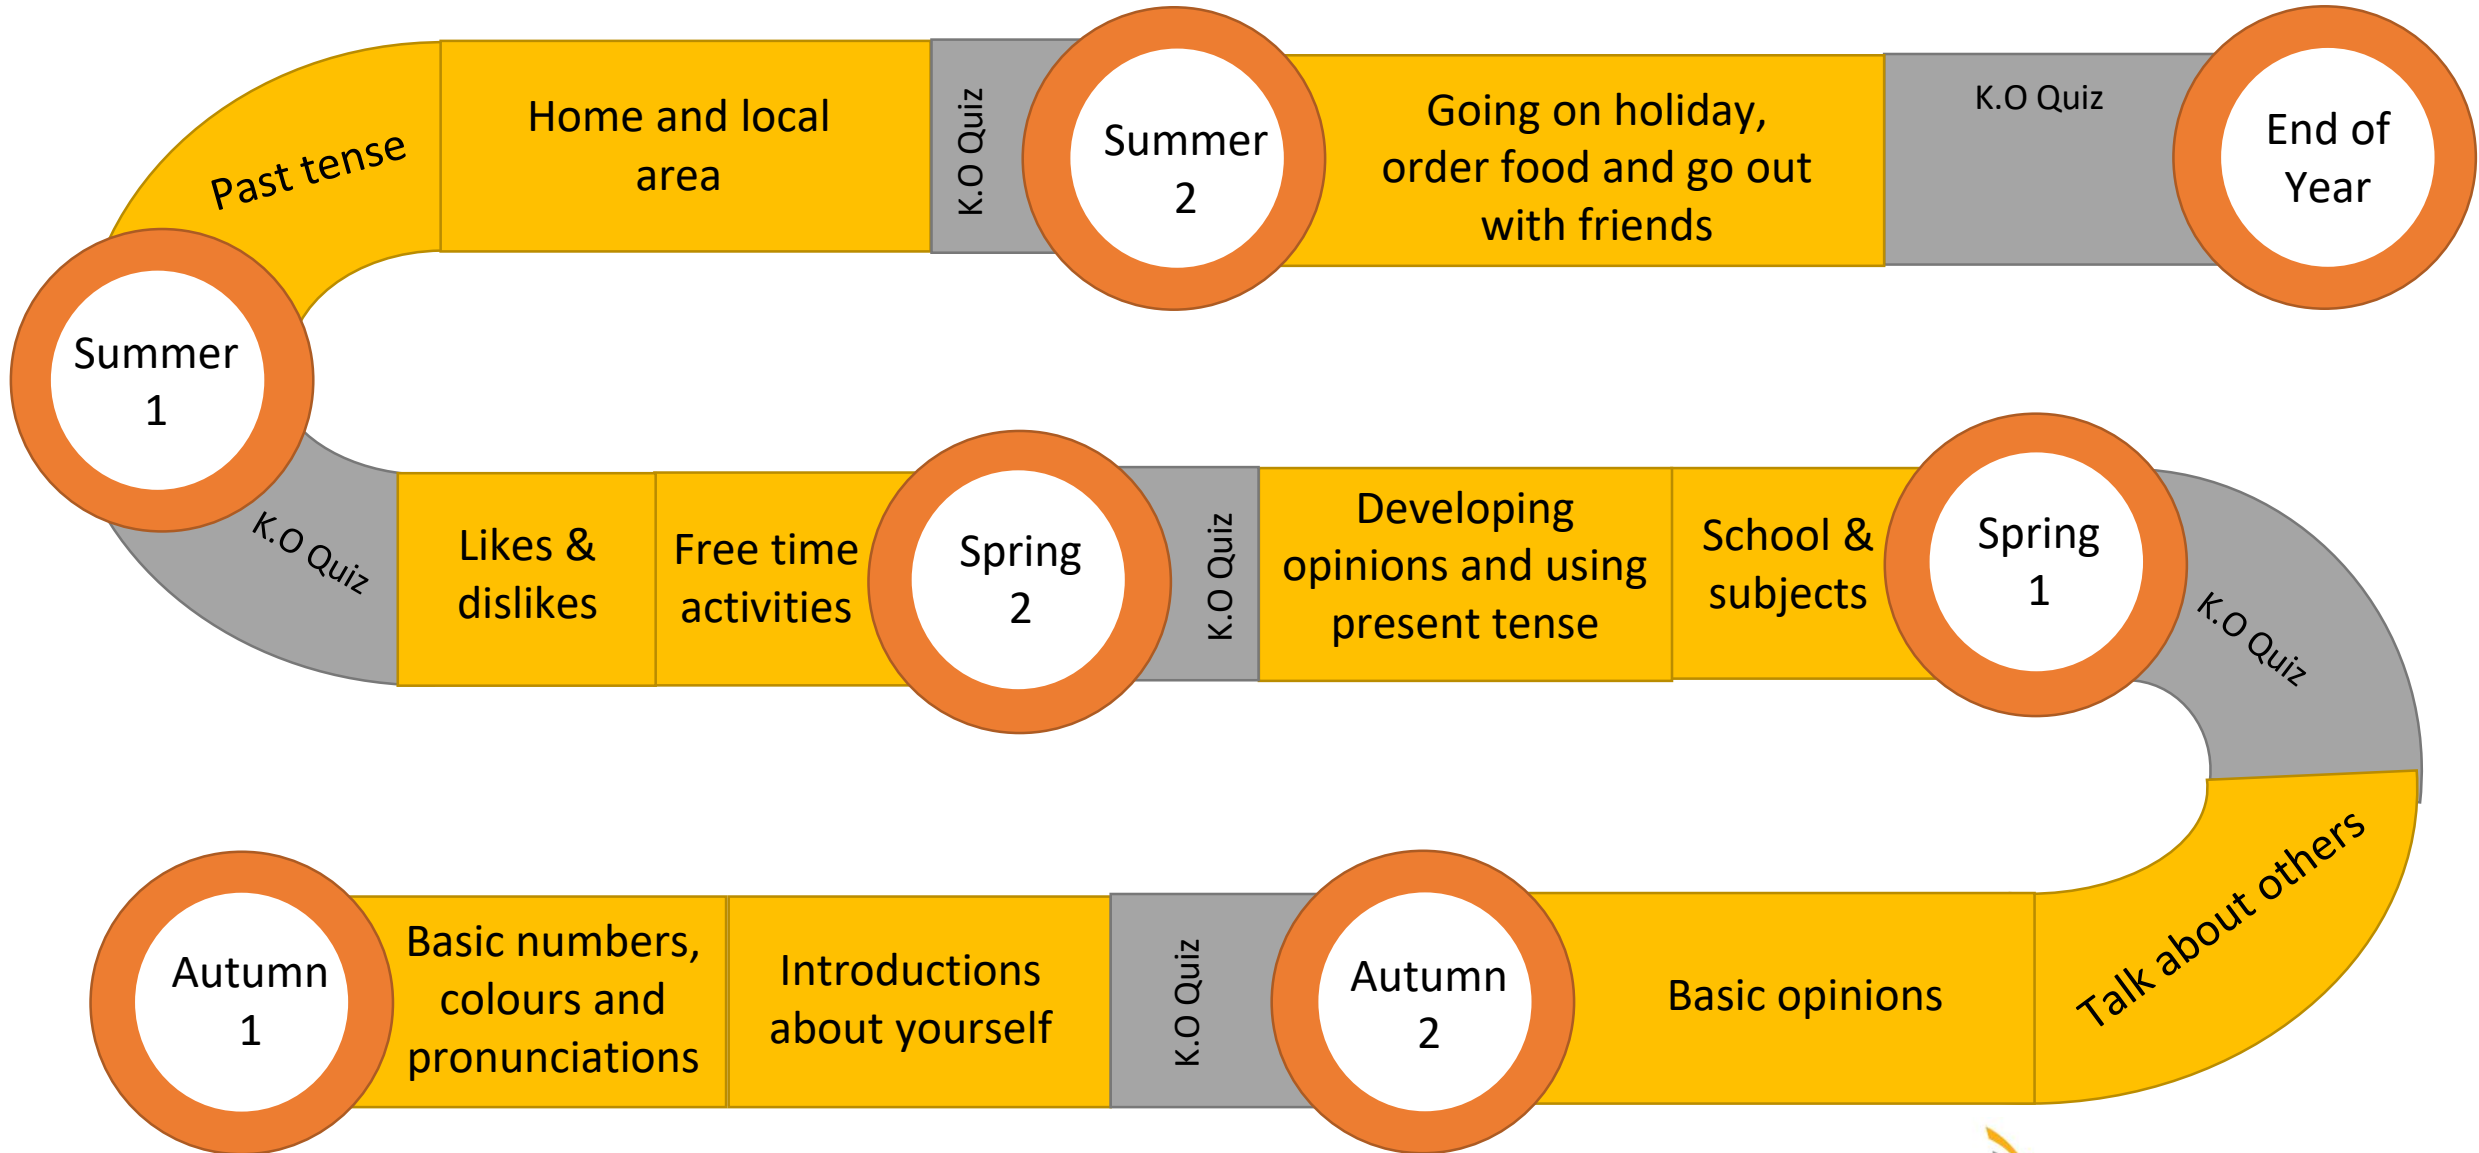 Past tense
Home and local
area
K.O Quiz
Summer
2
Going on holiday,
order food and go out
with friends
K.O Quiz
End of
Year
Summer
1
K.O Quiz
Likes &
dislikes
Free time
activities
Spring
2
K.O Quiz
Developing
opinions and using
present tense
School &
subjects
Spring
1
K.O Quiz
Autumn
1
Basic numbers,
colours and
pronunciations
Introductions
about yourself
K.O Quiz
Autumn
2
Basic opinions
Talk about others